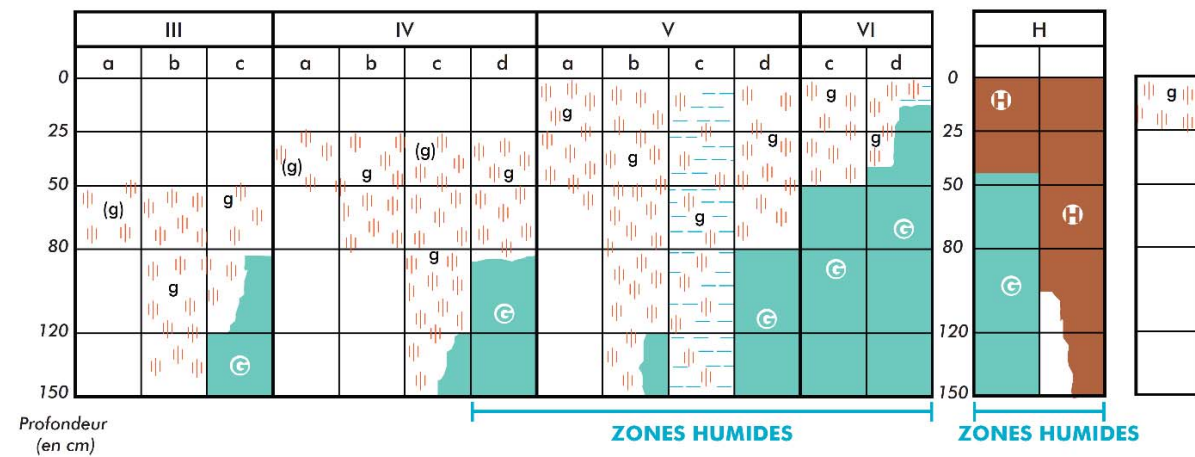 III IV V VI H
a b c a b c d a b c d c d
0 0
g g H g
g
25 25
(g) g g
(g) g g b g
50 50
g
(g) H
g G
80 80
g G
g G
G G
120 120
G
150 150
Profondeur
(en cm)
ZONES HUMIDES ZONES HUMIDES